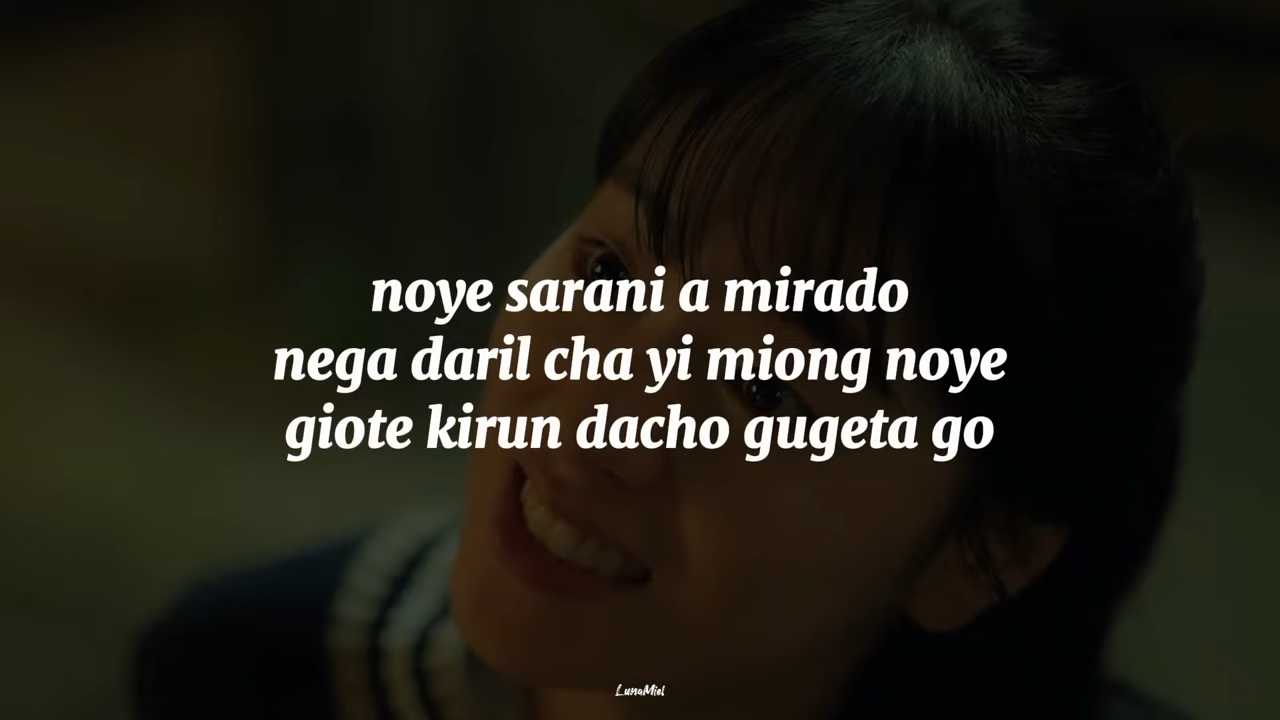 noye sarani a mirado
nega daril cha yi miong noye
giote kirun dacho gugeta go
LunaMiel